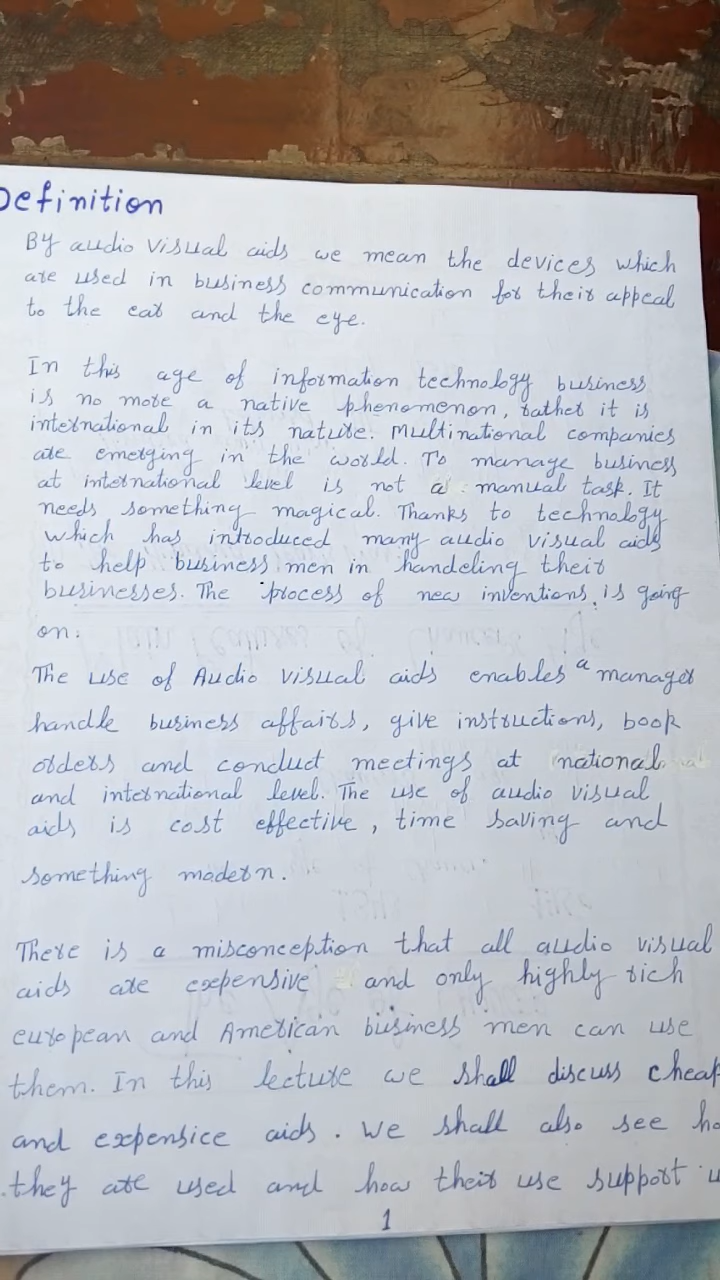 Definition
By audio visual aids we mean the devices which
are used in business communication for their appeal
to the ear and the eye.
In this age of information technology business
is no more a native phenomenon, rather it is
international in its nature. Multinational companies
are emerging in the world. To manage business
at international level is not a manual task. It
needs something magical. Thanks to technology
which has introduced many audio visual aids
to help business men in handeling their
businesses. The process of new inventions is going
on.
The use of Audio visual aids enables a manager
handle business affairs, give instructions, book
orders and conduct meetings at national
and international level. The use of audio visual
aids is cost effective, time saving and
something madern.
There is a misconception that all audio visual
aids are expensive and only highly rich
european and American business men can use
them. In this lecture we shall discuss cheap
and expensice aids. We shall also see ho
they are used and how their use support u
1